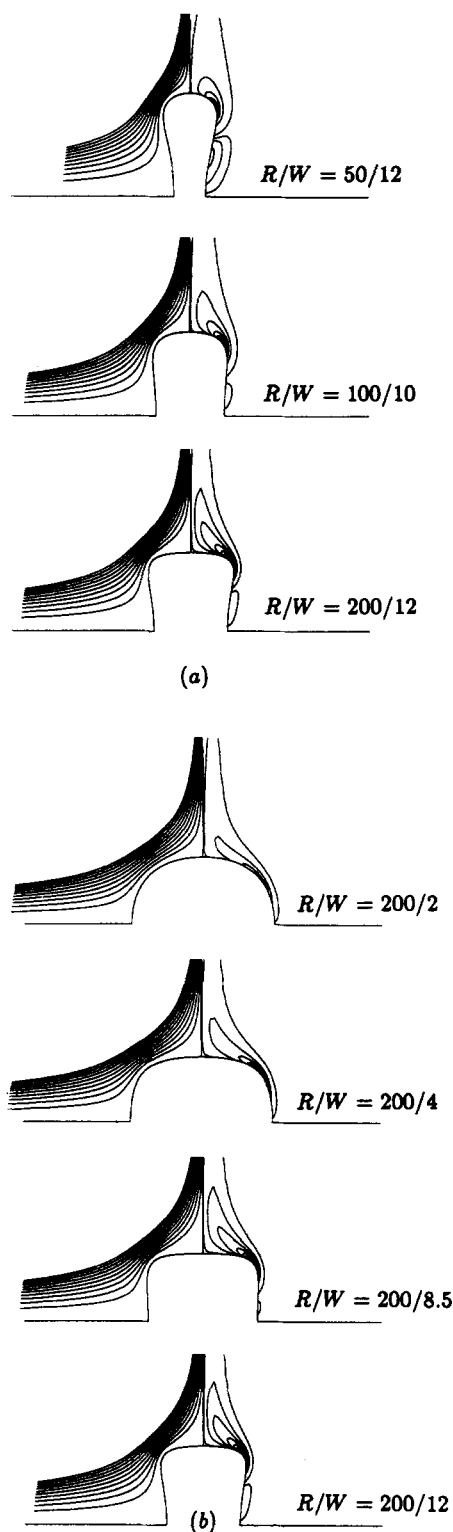 R/W = 50/12
R/W = 100/10
R/W = 200/12
(a)
R/W = 200/2
R/W = 200/4
R/W = 200/8.5
R/W = 200/12
(b)